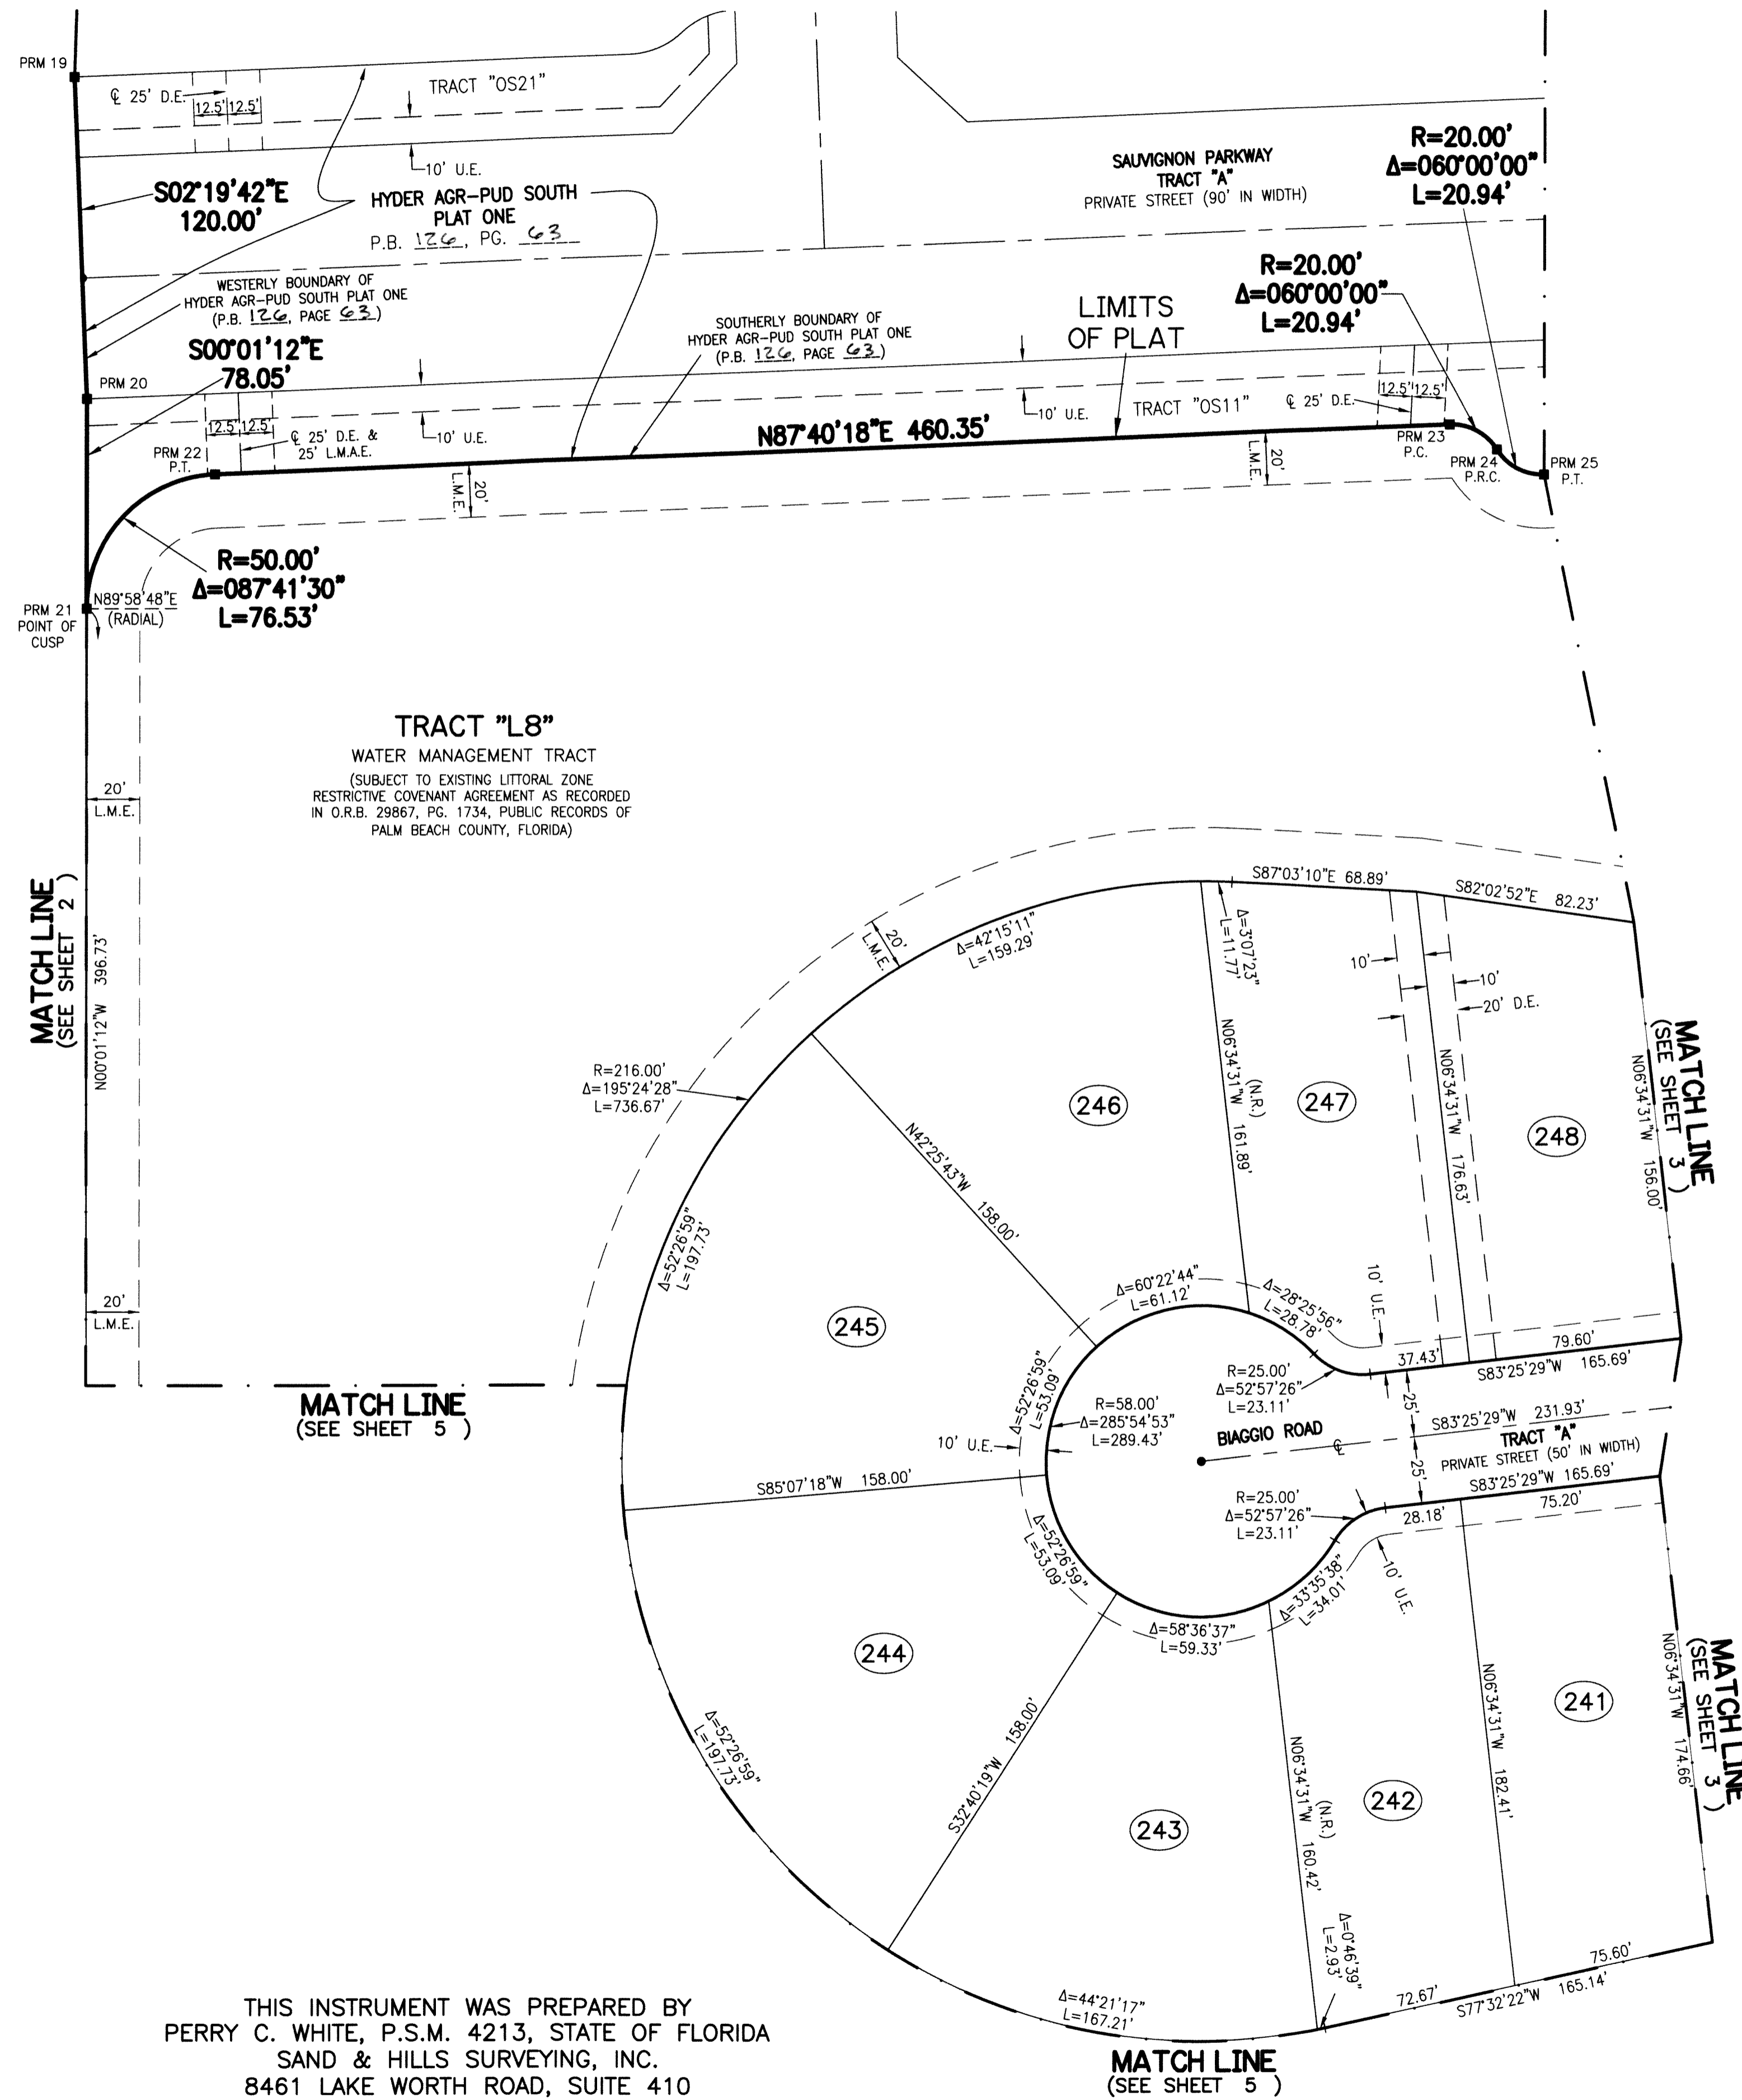 PRM 19
℄ 25' D.E.
12.5' 12.5'
TRACT "OS21"
10' U.E.
S02°19'42"E
120.00'
HYDER AGR-PUD SOUTH
PLAT ONE
P.B. 126, PG. 63
SAUVIGNON PARKWAY
TRACT "A"
PRIVATE STREET (90' IN WIDTH)
R=20.00'
Δ=060°00'00"
L=20.94'
R=20.00'
Δ=060°00'00"
L=20.94'
WESTERLY BOUNDARY OF
HYDER AGR-PUD SOUTH PLAT ONE
(P.B. 126, PAGE 63)
SOUTHERLY BOUNDARY OF
HYDER AGR-PUD SOUTH PLAT ONE
(P.B. 126, PAGE 63)
LIMITS
OF PLAT
S00°01'12"E
78.05'
PRM 20
12.5' 12.5'
℄ 25' D.E. &
25' L.M.A.E.
10' U.E.
10' U.E.
TRACT "OS11"
℄ 25' D.E.
12.5' 12.5'
N87°40'18"E 460.35'
PRM 22
P.T.
PRM 23
P.C.
PRM 24
P.R.C.
PRM 25
P.T.
20'
L.M.E.
20'
L.M.E.
R=50.00'
Δ=087°41'30"
L=76.53'
N89°58'48"E
(RADIAL)
PRM 21
POINT OF
CUSP
TRACT "L8"
WATER MANAGEMENT TRACT
(SUBJECT TO EXISTING LITTORAL ZONE
RESTRICTIVE COVENANT AGREEMENT AS RECORDED
IN O.R.B. 29867, PG. 1734, PUBLIC RECORDS OF
PALM BEACH COUNTY, FLORIDA)
20'
L.M.E.
MATCH LINE
(SEE SHEET 2 )
N00°01'12"W 396.73'
20'
L.M.E.
MATCH LINE
(SEE SHEET 5 )
S87°03'10"E 68.89'
S82°02'52"E 82.23'
Δ=42°15'11"
L=159.29'
Δ=3°07'23"
L=11.77'
20'
L.M.E.
10'
10'
20' D.E.
R=216.00'
Δ=195°24'28"
L=736.67'
N06°34'31"W 161.89'
(N.R.)
N06°34'31"W 176.63'
N06°34'31"W 156.00'
MATCH LINE
(SEE SHEET 3 )
246
247
248
N42°25'43"W 158.00'
Δ=52°26'59"
L=197.73'
245
Δ=60°22'44"
L=61.12'
Δ=28°25'56"
L=28.78'
10' U.E.
37.43'
79.60'
S83°25'29"W 165.69'
R=25.00'
Δ=52°57'26"
L=23.11'
Δ=52°26'59"
L=53.09'
R=58.00'
Δ=285°54'53"
L=289.43'
10' U.E.
BIAGGIO ROAD
℄
25'
25'
S83°25'29"W 231.93'
TRACT "A"
PRIVATE STREET (50' IN WIDTH)
S83°25'29"W 165.69'
S85°07'18"W 158.00'
R=25.00'
Δ=52°57'26"
L=23.11'
28.18'
75.20'
Δ=52°26'59"
L=53.09'
Δ=33°35'38"
L=34.01'
10' U.E.
Δ=58°36'37"
L=59.33'
244
Δ=52°26'59"
L=197.73'
S32°40'19"W 158.00'
243
N06°34'31"W 160.42'
(N.R.)
242
N06°34'31"W 182.41'
241
N06°34'31"W 174.66'
MATCH LINE
(SEE SHEET 3 )
Δ=0°46'39"
L=2.93'
Δ=44°21'17"
L=167.21'
72.67'
75.60'
S77°32'22"W 165.14'
MATCH LINE
(SEE SHEET 5 )
THIS INSTRUMENT WAS PREPARED BY
PERRY C. WHITE, P.S.M. 4213, STATE OF FLORIDA
SAND & HILLS SURVEYING, INC.
8461 LAKE WORTH ROAD, SUITE 410